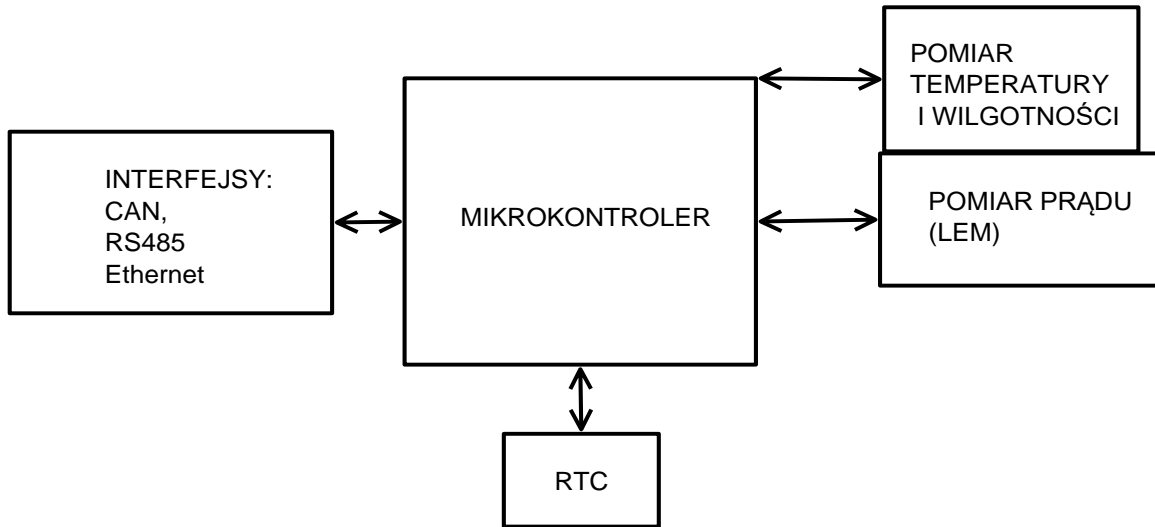 POMIAR
TEMPERATURY
I WILGOTNOŚCI
INTERFEJSY:
CAN,
RS485
Ethernet
MIKROKONTROLER
POMIAR PRĄDU
(LEM)
RTC